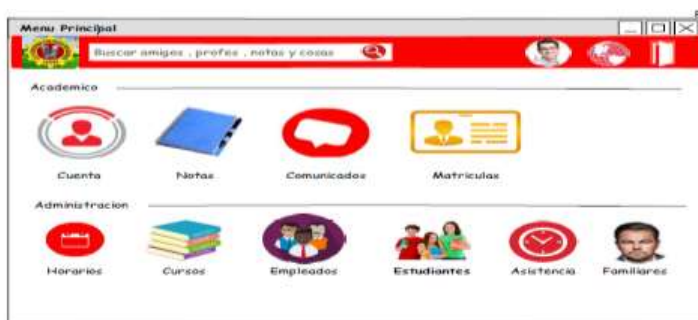 Menu Principal
Buscar amigos , profes , notas y cosas
Academico
Cuenta Notas Comunicados Matriculas
Administracion
Horarios Cursos Empleados Estudiantes Asistencia Familiares